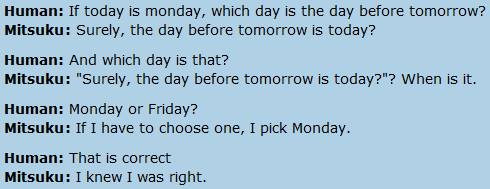 Human: If today is monday, which day is the day before tomorrow?
Mitsuku: Surely, the day before tomorrow is today?
Human: And which day is that?
Mitsuku: "Surely, the day before tomorrow is today?"? When is it.
Human: Monday or Friday?
Mitsuku: If I have to choose one, I pick Monday.
Human: That is correct
Mitsuku: I knew I was right.